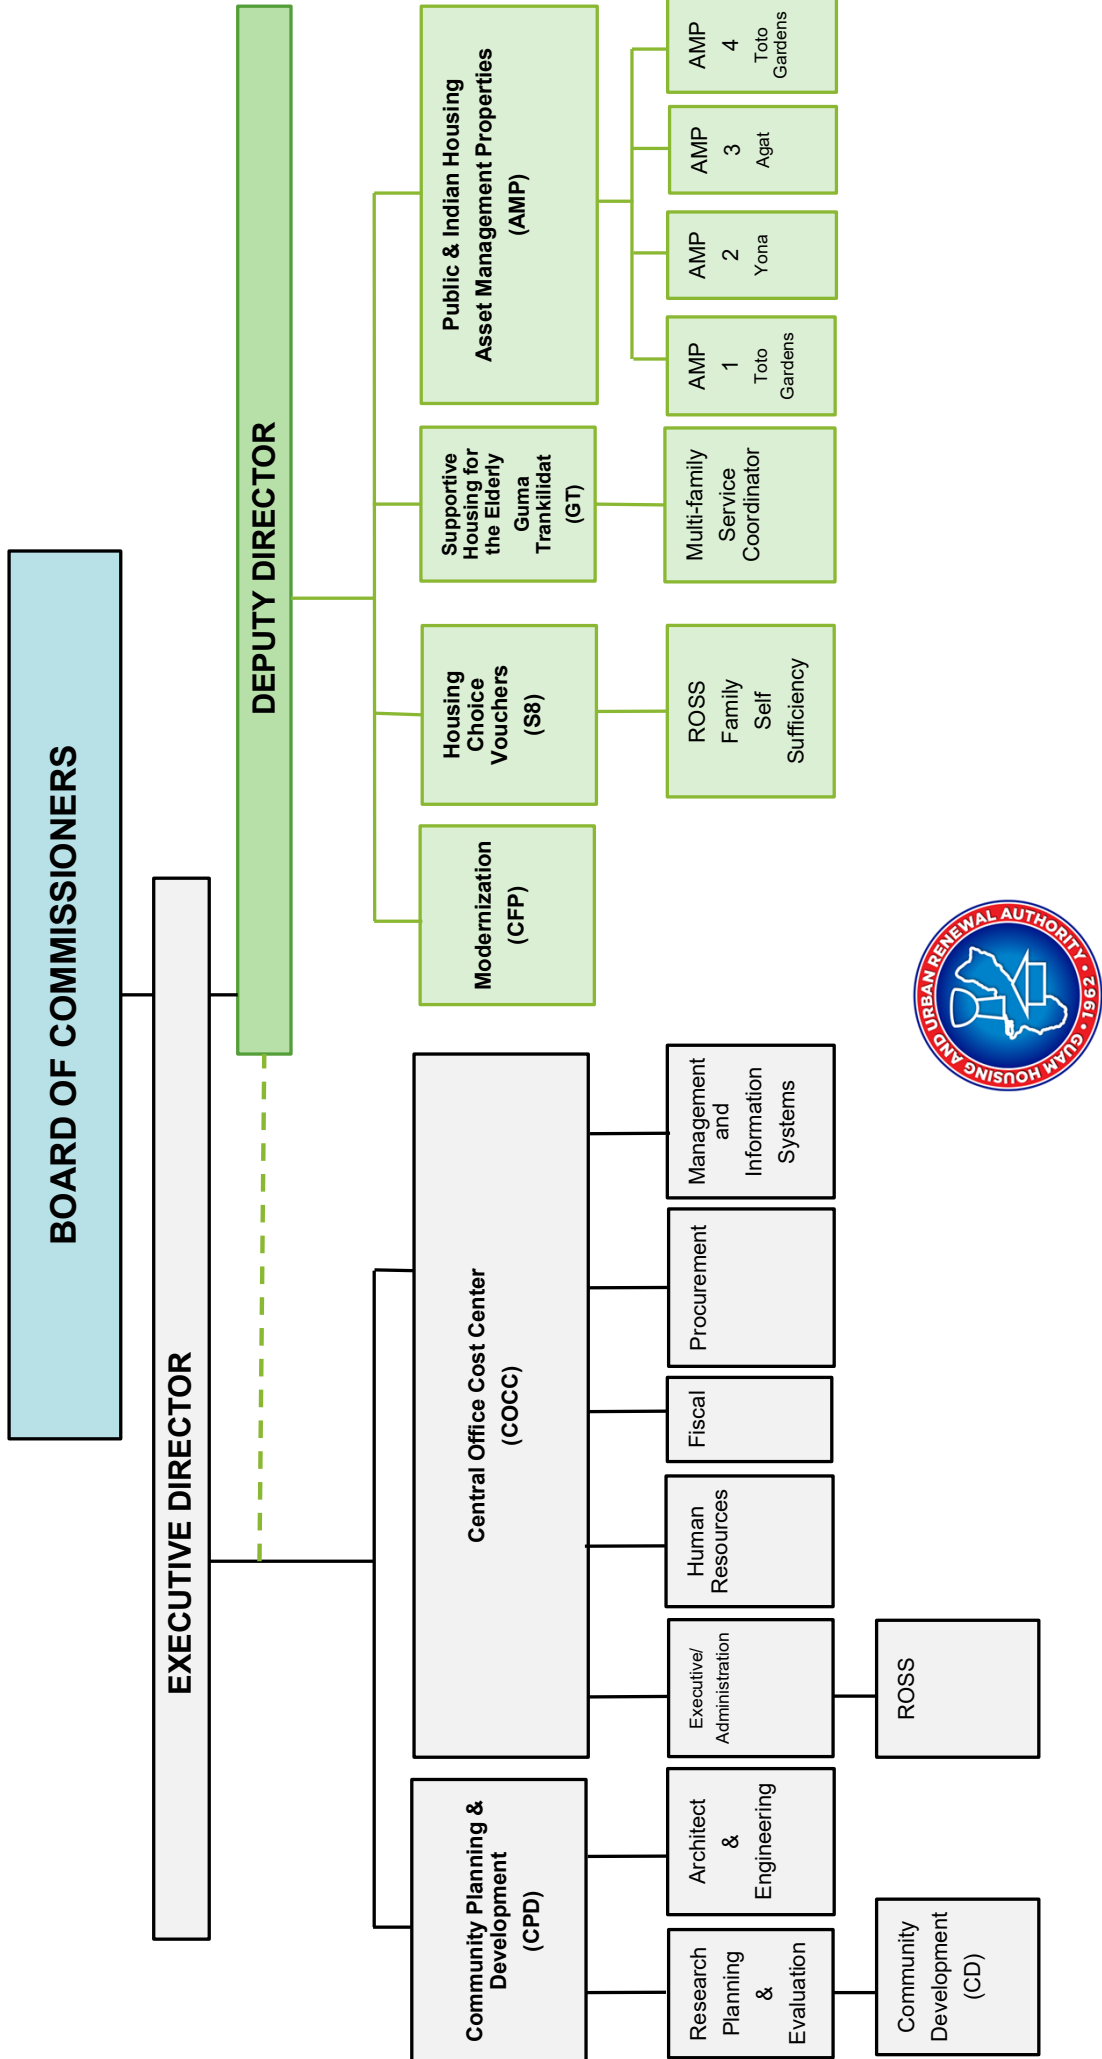 BOARD OF COMMISSIONERS
EXECUTIVE DIRECTOR
DEPUTY DIRECTOR
Community Planning &
Development
(CPD)
Central Office Cost Center
(COCC)
Modernization
(CFP)
Housing
Choice
Vouchers
(S8)
Supportive
Housing for
the Elderly
Guma
Trankilidat
(GT)
Public & Indian Housing
Asset Management Properties
(AMP)
Research
Planning
&
Evaluation
Architect
&
Engineering
Executive/
Administration
Human
Resources
Fiscal
Procurement
Management
and
Information
Systems
ROSS
Family
Self
Sufficiency
Multi-family
Service
Coordinator
AMP
1
Toto
Gardens
AMP
2
Yona
AMP
3
Agat
AMP
4
Toto
Gardens
Community
Development
(CD)
ROSS
GUAM HOUSING AND URBAN RENEWAL AUTHORITY • 1962 •